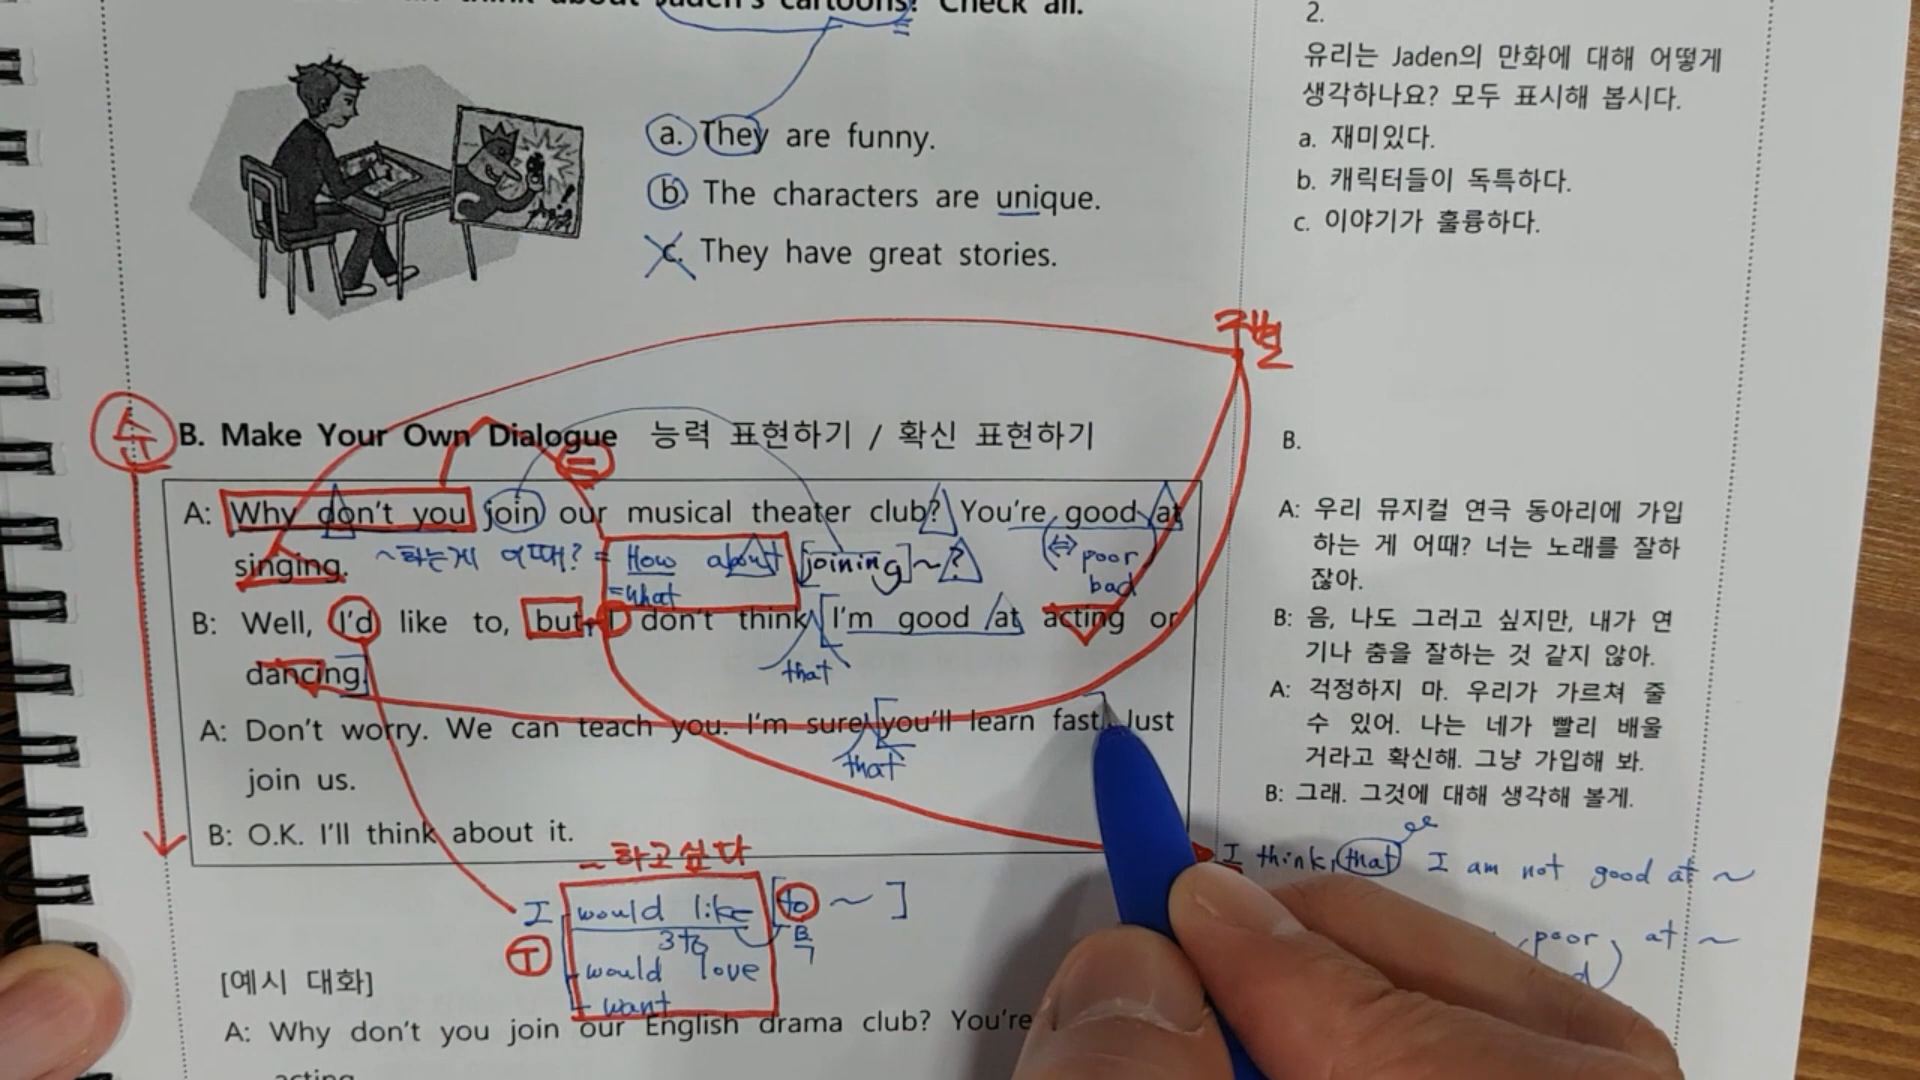 think about Jaden's cartoons? Check all.
a. They are funny.
b. The characters are unique.
c. They have great stories.
2.
유리는 Jaden의 만화에 대해 어떻게
생각하나요? 모두 표시해 봅시다.
a. 재미있다.
b. 캐릭터들이 독특하다.
c. 이야기가 훌륭하다.
구별
수
B. Make Your Own Dialogue 능력 표현하기 / 확신 표현하기
=
A: Why don't you join our musical theater club? You're good at
singing. ~하는게 어때? = How about [joining]~?
= what
(↔ poor
bad)
B: Well, I'd like to, but I don't think I'm good at acting or
that
dancing.
A: Don't worry. We can teach you. I'm sure you'll learn fast. Just
that
join us.
B: O.K. I'll think about it.
~하고싶다
I would like [to ~ ]
would love
want
[예시 대화]
A: Why don't you join our English drama club? You're
acting
B.
A: 우리 뮤지컬 연극 동아리에 가입
하는 게 어때? 너는 노래를 잘하
잖아.
B: 음, 나도 그러고 싶지만, 내가 연
기나 춤을 잘하는 것 같지 않아.
A: 걱정하지 마. 우리가 가르쳐 줄
수 있어. 나는 네가 빨리 배울
거라고 확신해. 그냥 가입해 봐.
B: 그래. 그것에 대해 생각해 볼게.
I think that I am not good at ~
poor at ~